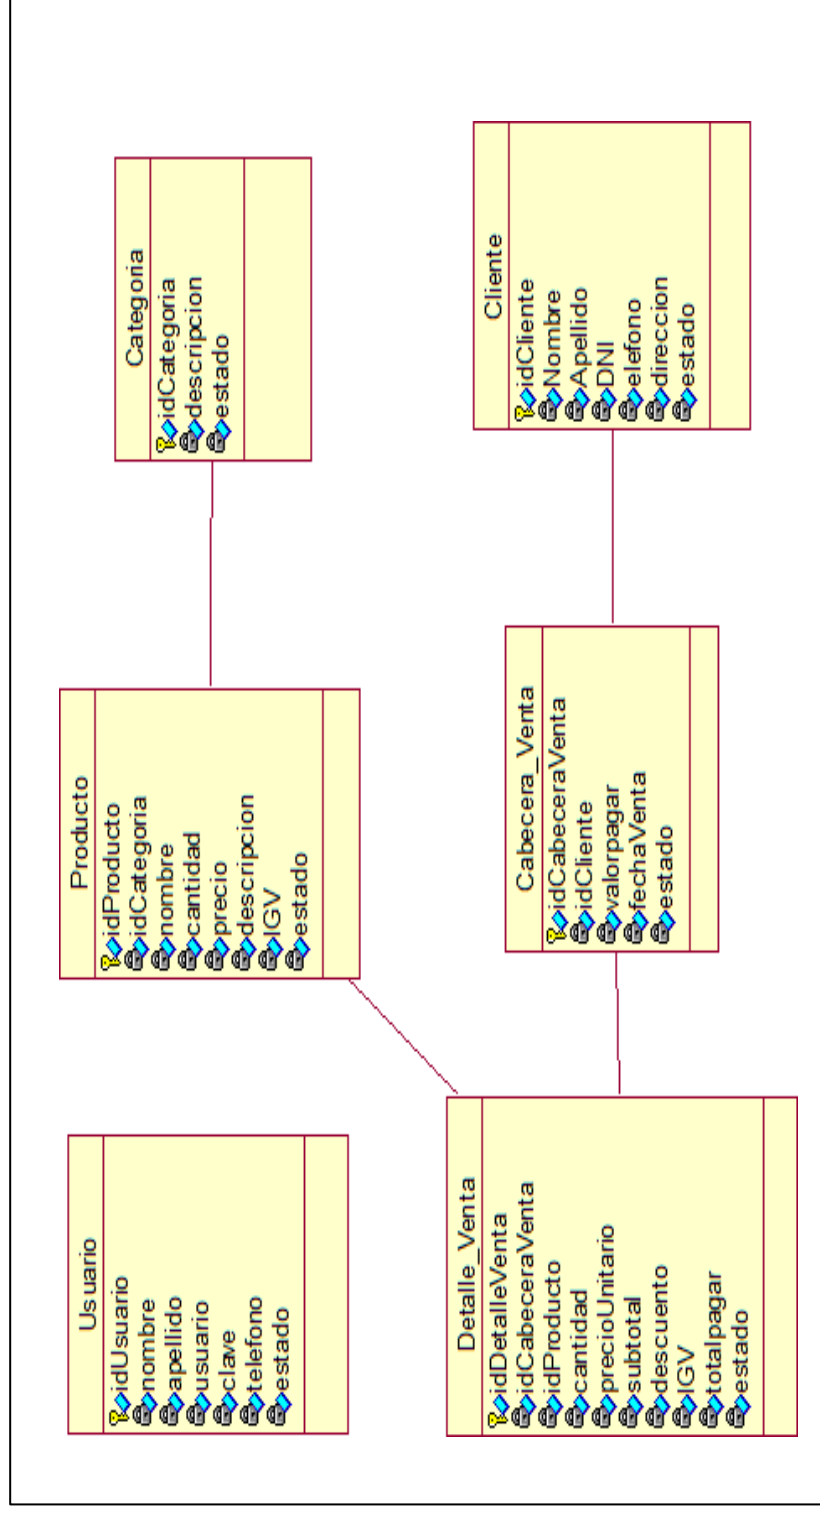 Usuario
idUsuario
nombre
apellido
usuario
clave
telefono
estado
Producto
idProducto
idCategoria
nombre
cantidad
precio
descripcion
IGV
estado
Categoria
idCategoria
descripcion
estado
Detalle_Venta
idDetalleVenta
idCabeceraVenta
idProducto
cantidad
precioUnitario
subtotal
descuento
IGV
totalpagar
estado
Cabecera_Venta
idCabeceraVenta
idCliente
valorpagar
fechaVenta
estado
Cliente
idCliente
Nombre
Apellido
DNI
elefono
direccion
estado